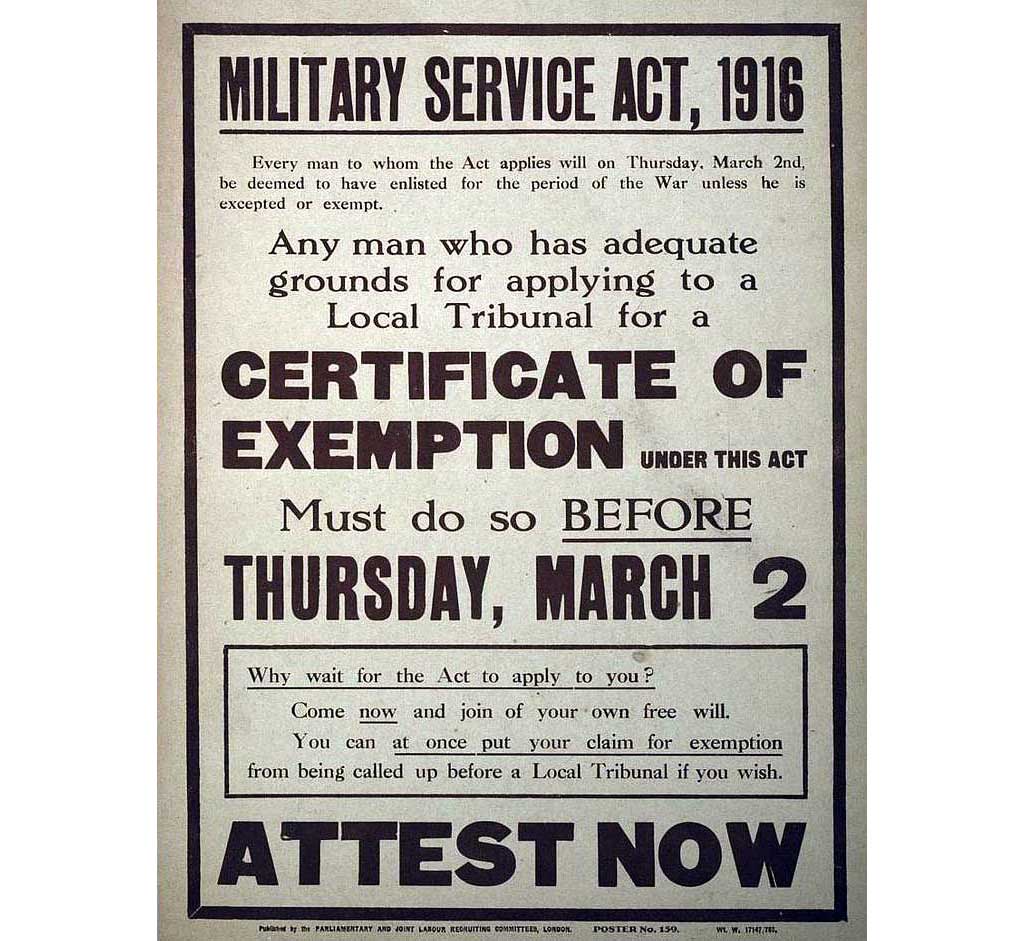 MILITARY SERVICE ACT, 1916
Every man to whom the Act applies will on Thursday, March 2nd,
be deemed to have enlisted for the period of the War unless he is
excepted or exempt.
Any man who has adequate
grounds for applying to a
Local Tribunal for a
CERTIFICATE OF
EXEMPTION UNDER THIS ACT
Must do so BEFORE
THURSDAY, MARCH 2
Why wait for the Act to apply to you?
Come now and join of your own free will.
You can at once put your claim for exemption
from being called up before a Local Tribunal if you wish.
ATTEST NOW
Published by the PARLIAMENTARY AND JOINT LABOUR RECRUITING COMMITTEES, LONDON. POSTER No. 159. Wt. W. 17147,783.